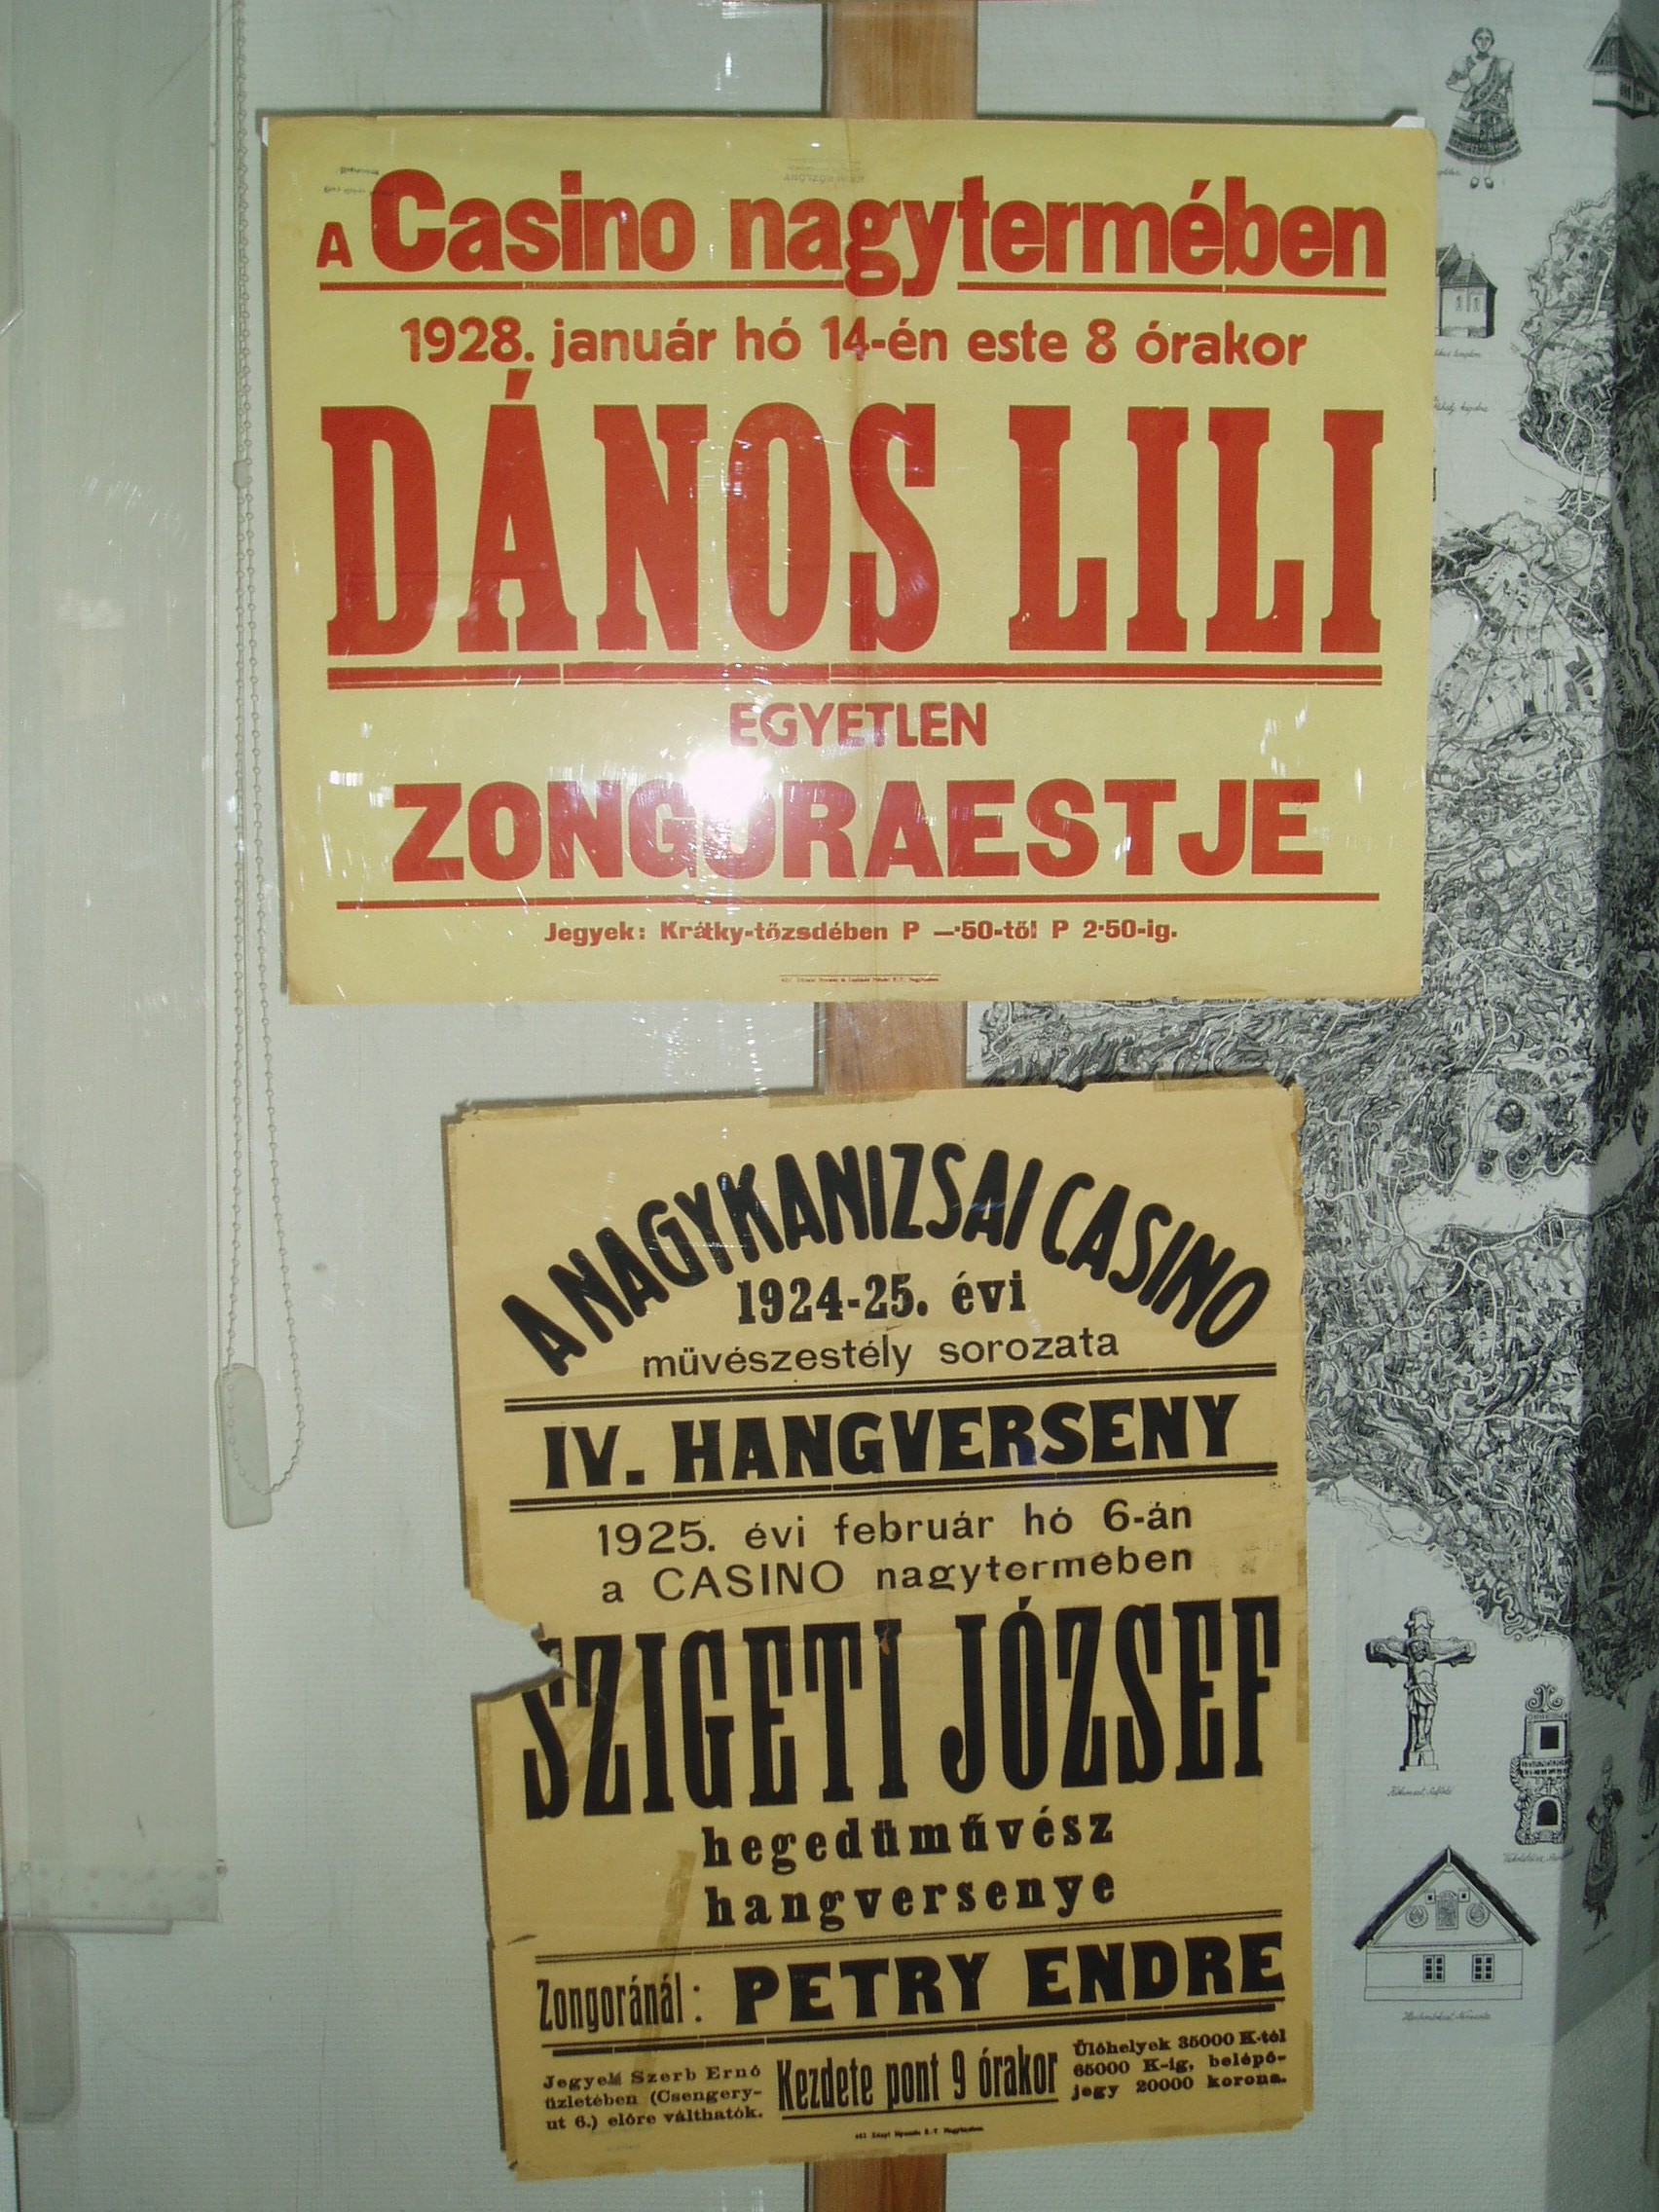 A Casino nagytermében
1928. január hó 14-én este 8 órakor
DÁNOS LILI
EGYETLEN
ZONGORAESTJE
Jegyek: Krátky-tőzsdében P —·50-től P 2·50-ig.
A NAGYKANIZSAI CASINO
1924-25. évi
müvészestély sorozata
IV. HANGVERSENY
1925. évi február hó 6-án
a CASINO nagytermében
SZIGETI JÓZSEF
hegedüművész
hangversenye
Zongoránál: PETRY ENDRE
Jegyek Szerb Ernő
üzletében (Csengery-
ut 6.) előre válthatók.
Kezdete pont 9 órakor
Ülőhelyek 35000 K-tól
65000 K-ig, belépő-
jegy 20000 korona.